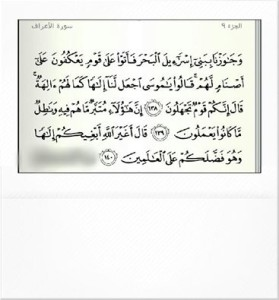 الجزء ٩
سورة الأعراف
وَجَٰوَزْنَا بِبَنِىٓ إِسْرَٰٓءِيلَ ٱلْبَحْرَ فَأَتَوْا۟ عَلَىٰ قَوْمٍ يَعْكُفُونَ عَلَىٰٓ
أَصْنَامٍ لَّهُمْ ۚ قَالُوا۟ يَٰمُوسَى ٱجْعَل لَّنَآ إِلَٰهًا كَمَا لَهُمْ ءَالِهَةٌ ۚ
قَالَ إِنَّكُمْ قَوْمٌ تَجْهَلُونَ ١٣٨ إِنَّ هَٰٓؤُلَآءِ مُتَبَّرٌ مَّا هُمْ فِيهِ وَبَٰطِلٌ
مَّا كَانُوا۟ يَعْمَلُونَ ١٣٩ قَالَ أَغَيْرَ ٱللَّهِ أَبْغِيكُمْ إِلَٰهًا
وَهُوَ فَضَّلَكُمْ عَلَى ٱلْعَٰلَمِينَ ١٤٠